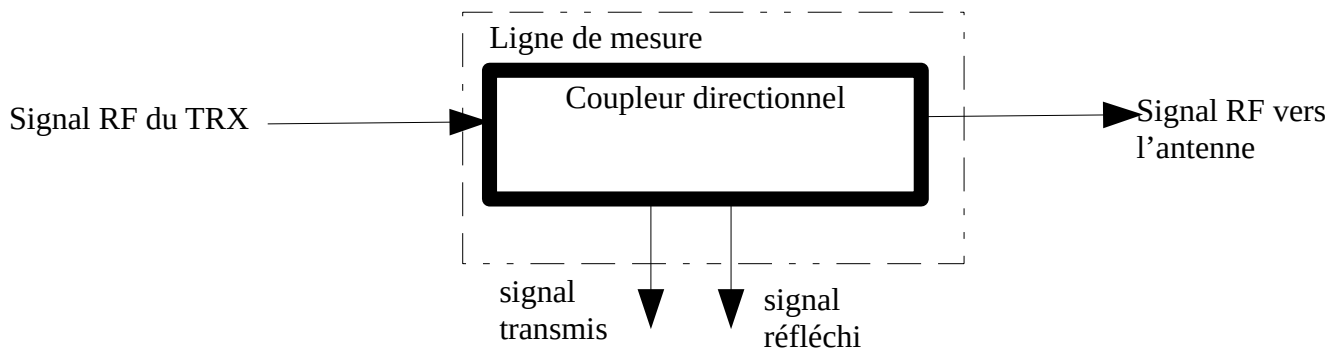 Ligne de mesure
Coupleur directionnel
Signal RF du TRX
Signal RF vers
l’antenne
signal
transmis
signal
réfléchi